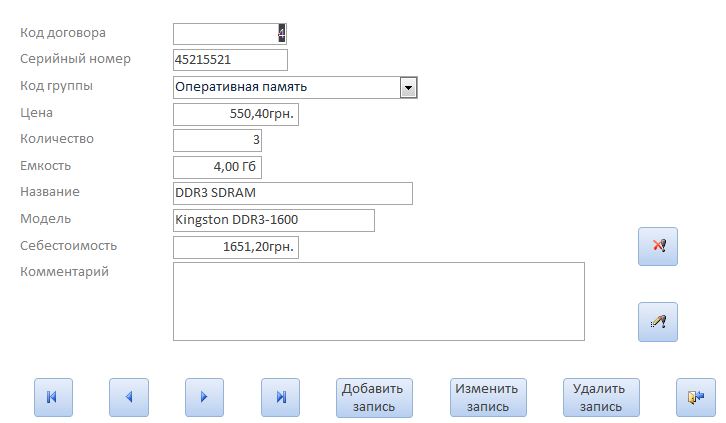 Код договора 4
Серийный номер 45215521
Код группы Оперативная память
Цена 550,40грн.
Количество 3
Емкость 4,00 Гб
Название DDR3 SDRAM
Модель Kingston DDR3-1600
Себестоимость 1651,20грн.
Комментарий
Добавить запись
Изменить запись
Удалить запись